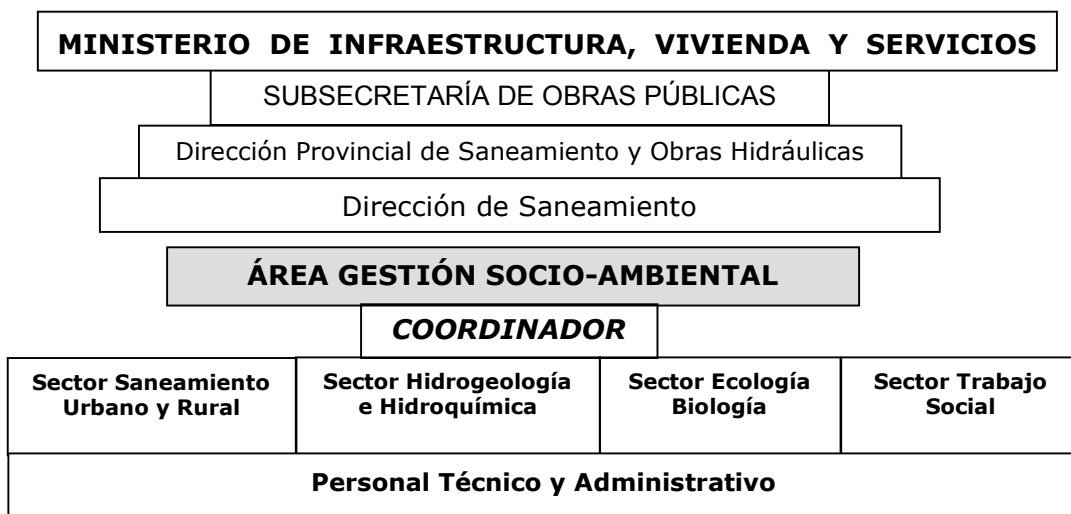 MINISTERIO DE INFRAESTRUCTURA, VIVIENDA Y SERVICIOS
SUBSECRETARÍA DE OBRAS PÚBLICAS
Dirección Provincial de Saneamiento y Obras Hidráulicas
Dirección de Saneamiento
ÁREA GESTIÓN SOCIO-AMBIENTAL
COORDINADOR
Sector Saneamiento
Urbano y Rural
Sector Hidrogeología
e Hidroquímica
Sector Ecología
Biología
Sector Trabajo
Social
Personal Técnico y Administrativo